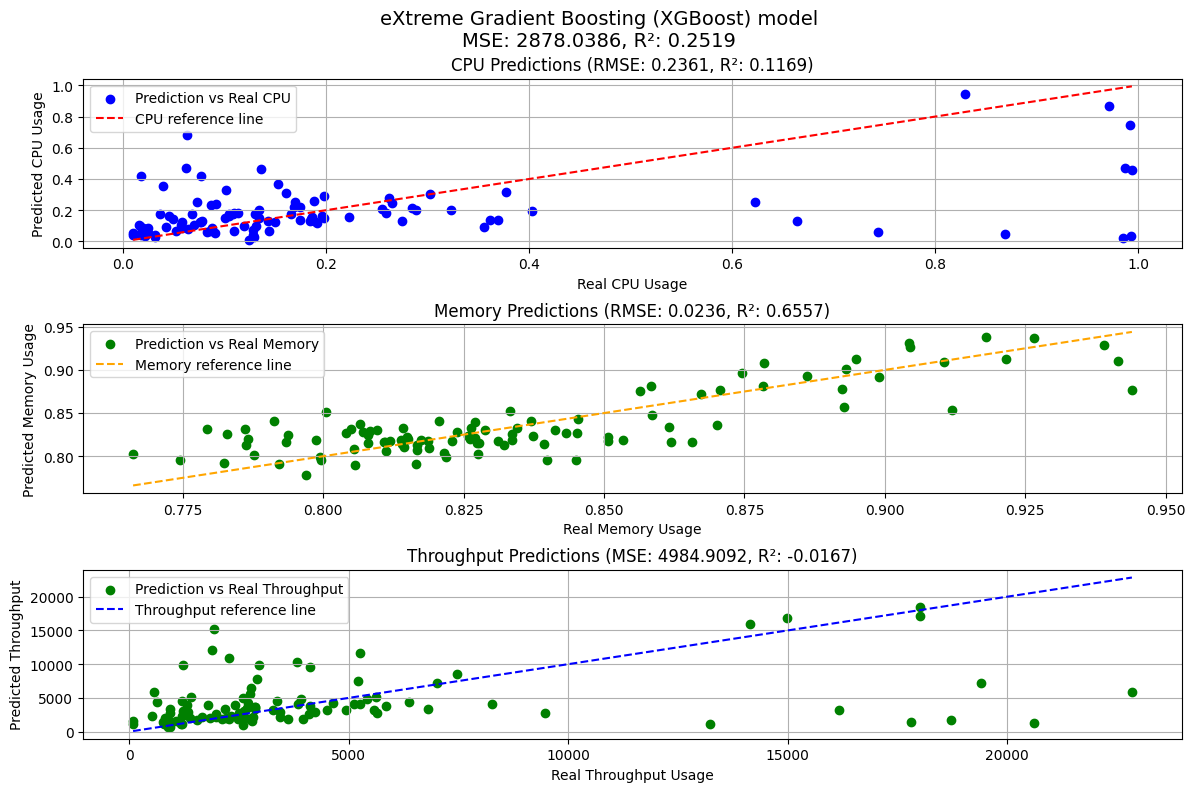 eXtreme Gradient Boosting (XGBoost) model
MSE: 2878.0386, R²: 0.2519
CPU Predictions (RMSE: 0.2361, R²: 0.1169)
Prediction vs Real CPU
CPU reference line
Predicted CPU Usage
1.0
0.8
0.6
0.4
0.2
0.0
0.0 0.2 0.4 0.6 0.8 1.0
Real CPU Usage
Memory Predictions (RMSE: 0.0236, R²: 0.6557)
Prediction vs Real Memory
Memory reference line
Predicted Memory Usage
0.95
0.90
0.85
0.80
0.775 0.800 0.825 0.850 0.875 0.900 0.925 0.950
Real Memory Usage
Throughput Predictions (MSE: 4984.9092, R²: -0.0167)
Prediction vs Real Throughput
Throughput reference line
Predicted Throughput
20000
15000
10000
5000
0
0 5000 10000 15000 20000
Real Throughput Usage